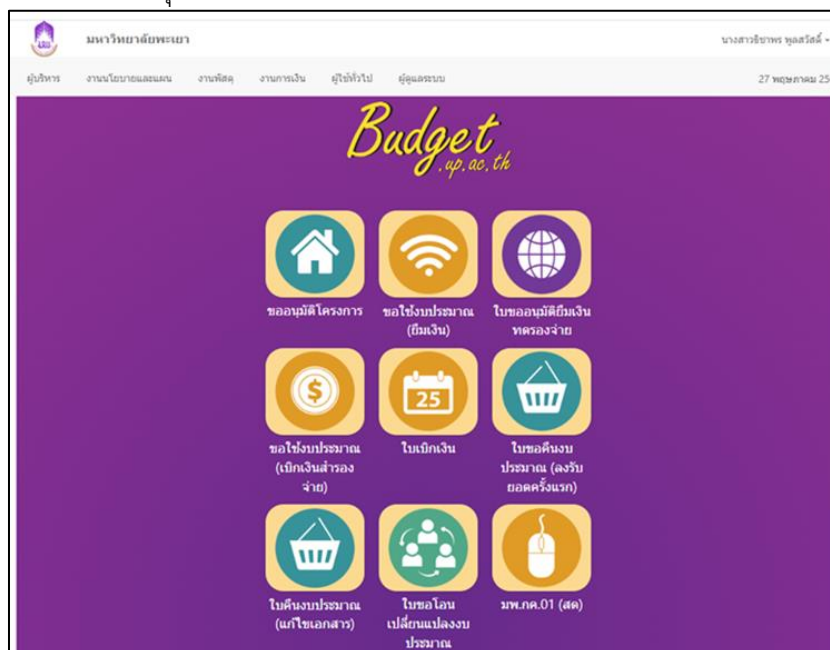 มหาวิทยาลัยพะเยา
นางสาวธิชาพร พูลสวัสดิ์
ผู้บริหาร งานนโยบายและแผน งานพัสดุ งานการเงิน ผู้ใช้ทั่วไป ผู้ดูแลระบบ
27 พฤษภาคม 25
Budget
.up.ac.th
ขออนุมัติโครงการ
ขอใช้งบประมาณ
(ยืมเงิน)
ใบขออนุมัติยืมเงิน
ทดรองจ่าย
$
25
ขอใช้งบประมาณ
(เบิกเงินสำรอง
จ่าย)
ใบเบิกเงิน
ใบขอคืนงบ
ประมาณ (ลงรับ
ยอดครั้งแรก)
ใบคืนงบประมาณ
(แก้ไขเอกสาร)
ใบขอโอน
เปลี่ยนแปลงงบ
ประมาณ
มพ.กค.01 (สด)